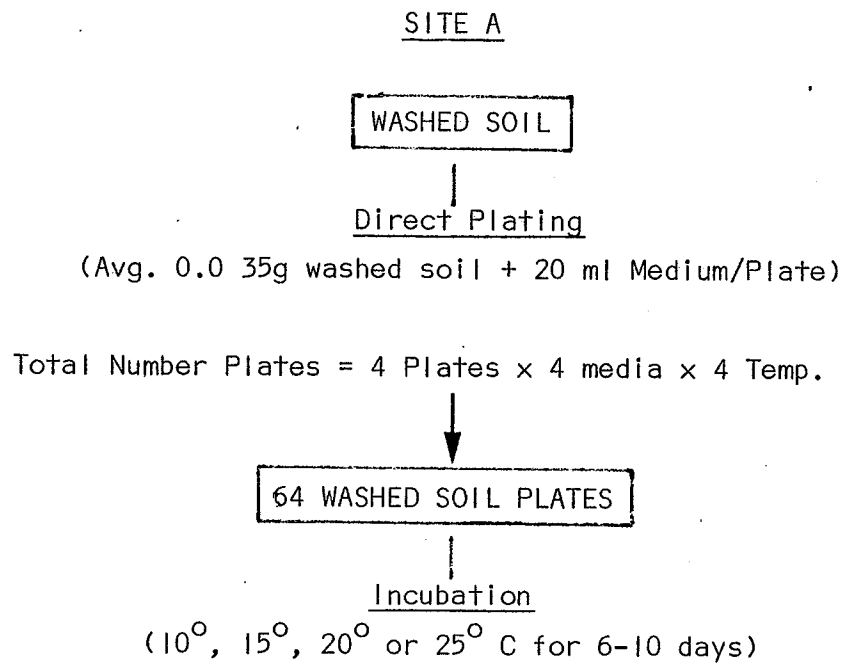 SITE A
WASHED SOIL
Direct Plating
(Avg. 0.0 35g washed soil + 20 ml Medium/Plate)
Total Number Plates = 4 Plates x 4 media x 4 Temp.
64 WASHED SOIL PLATES
Incubation
(10°, 15°, 20° or 25° C for 6-10 days)